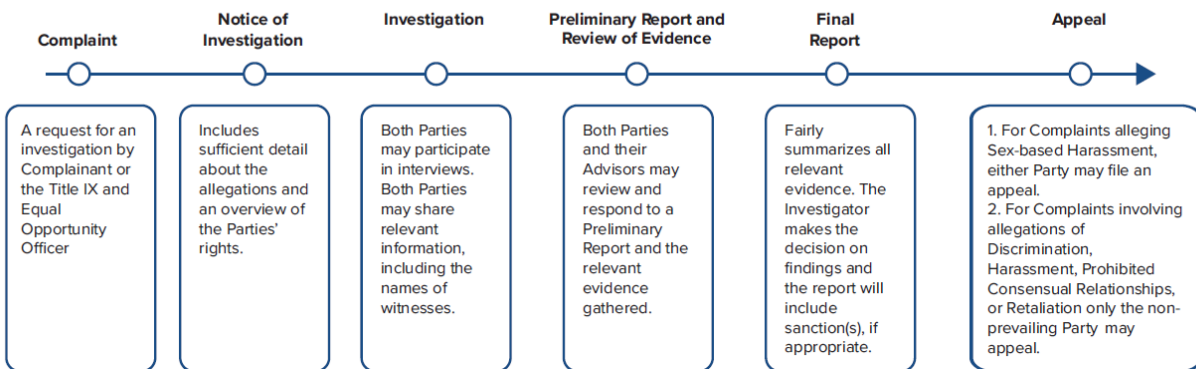 Complaint
Notice of
Investigation
Investigation
Preliminary Report and
Review of Evidence
Final
Report
Appeal
A request for an
investigation by
Complainant or
the Title IX and
Equal
Opportunity
Officer
Includes
sufficient detail
about the
allegations and
an overview of
the Parties'
rights.
Both Parties
may participate
in interviews.
Both Parties
may share
relevant
information,
including the
names of
witnesses.
Both Parties
and their
Advisors may
review and
respond to a
Preliminary
Report and the
relevant
evidence
gathered.
Fairly
summarizes all
relevant
evidence. The
Investigator
makes the
decision on
findings and
the report will
include
sanction(s), if
appropriate.
1. For Complaints alleging
Sex-based Harassment,
either Party may file an
appeal.
2. For Complaints involving
allegations of
Discrimination,
Harassment, Prohibited
Consensual Relationships,
or Retaliation only the non-
prevailing Party may
appeal.